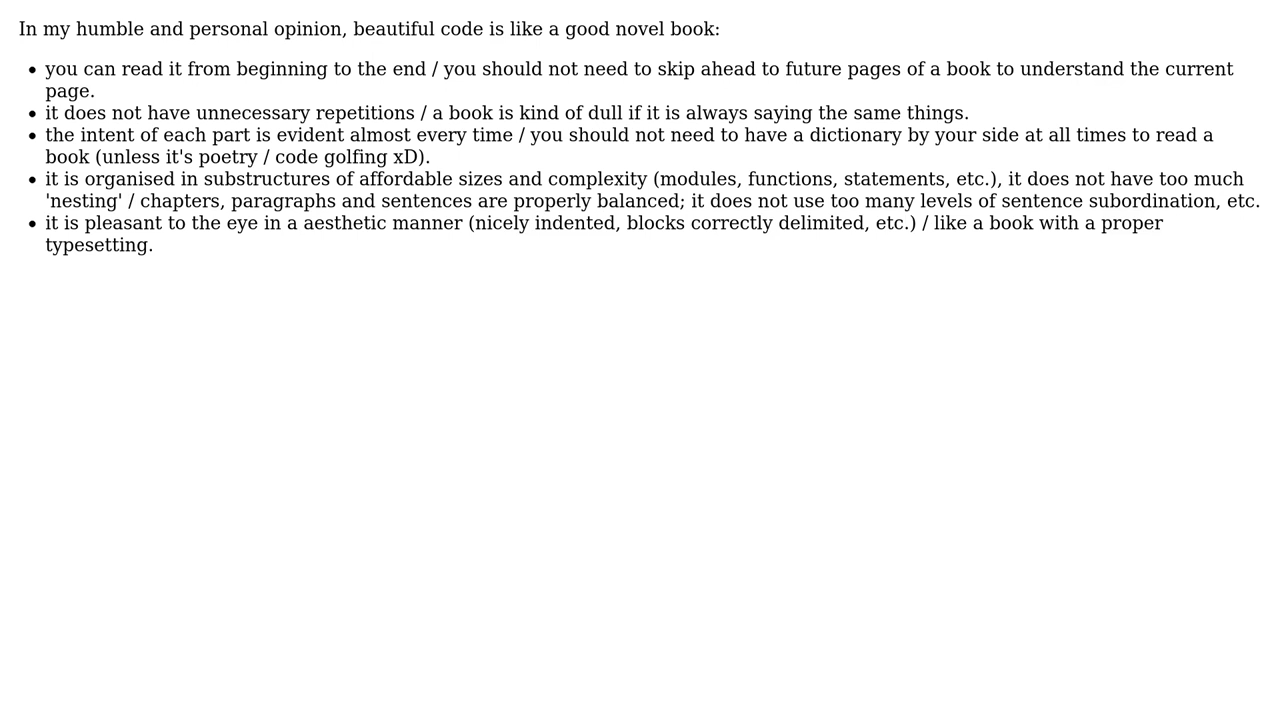 In my humble and personal opinion, beautiful code is like a good novel book:
• you can read it from beginning to the end / you should not need to skip ahead to future pages of a book to understand the current
page.
• it does not have unnecessary repetitions / a book is kind of dull if it is always saying the same things.
• the intent of each part is evident almost every time / you should not need to have a dictionary by your side at all times to read a
book (unless it's poetry / code golfing xD).
• it is organised in substructures of affordable sizes and complexity (modules, functions, statements, etc.), it does not have too much
'nesting' / chapters, paragraphs and sentences are properly balanced; it does not use too many levels of sentence subordination, etc.
• it is pleasant to the eye in a aesthetic manner (nicely indented, blocks correctly delimited, etc.) / like a book with a proper
typesetting.